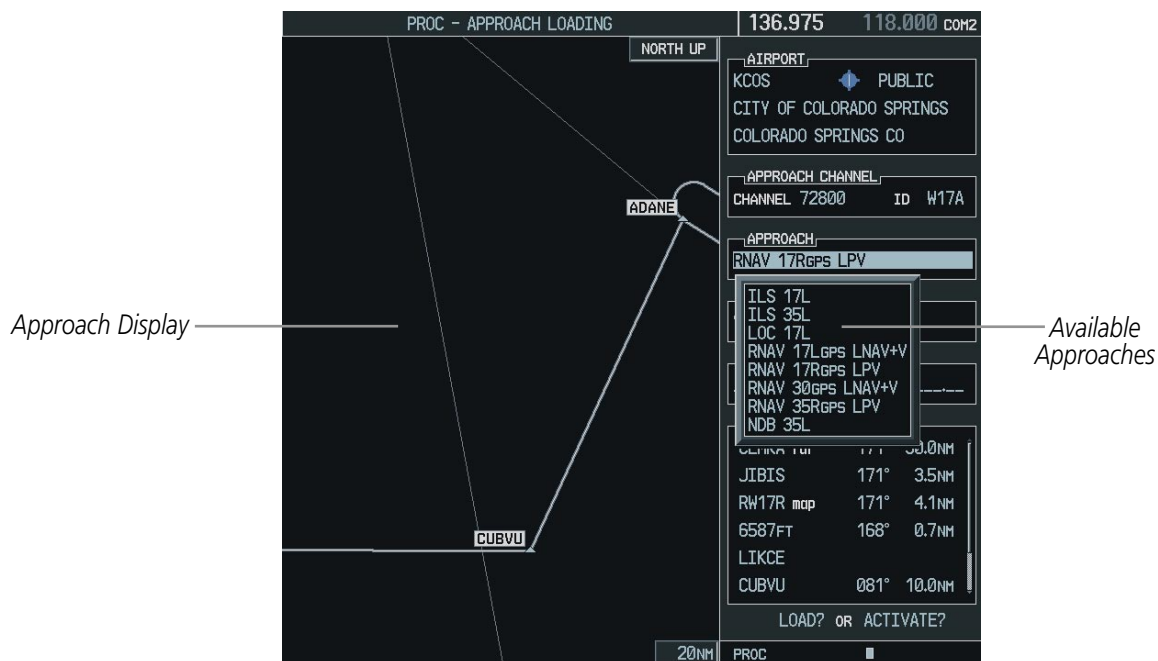 PROC - APPROACH LOADING
136.975 118.000 COM2
NORTH UP
AIRPORT
KCOS PUBLIC
CITY OF COLORADO SPRINGS
COLORADO SPRINGS CO
APPROACH CHANNEL
CHANNEL 72800 ID W17A
ADANE
APPROACH
RNAV 17RGPS LPV
ILS 17L
ILS 35L
LOC 17L
RNAV 17LGPS LNAV+V
RNAV 17RGPS LPV
RNAV 30GPS LNAV+V
RNAV 35RGPS LPV
NDB 35L
Approach Display
Available
Approaches
JIBIS 171° 3.5NM
RW17R map 171° 4.1NM
6587FT 168° 0.7NM
LIKCE
CUBVU 081° 10.0NM
CUBVU
LOAD? OR ACTIVATE?
20NM
PROC